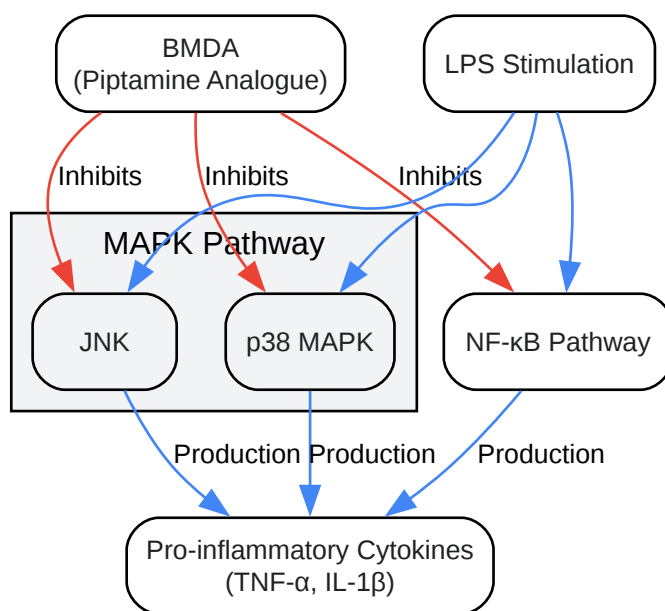 BMDA
(Piptamine Analogue)
LPS Stimulation
Inhibits
Inhibits
Inhibits
MAPK Pathway
JNK
p38 MAPK
NF-κB Pathway
Production
Production
Production
Pro-inflammatory Cytokines
(TNF-α, IL-1β)